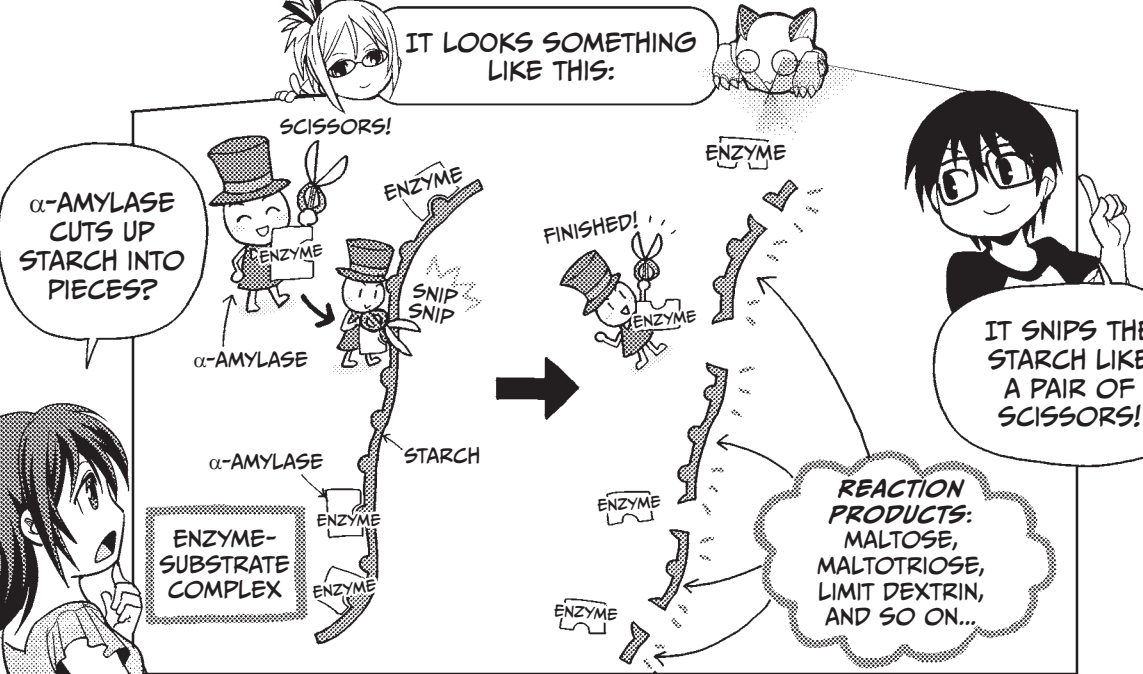 IT LOOKS SOMETHING
LIKE THIS:
α-AMYLASE
CUTS UP
STARCH INTO
PIECES?
SCISSORS!
ENZYME
α-AMYLASE
ENZYME
SNIP
SNIP
STARCH
α-AMYLASE
ENZYME
ENZYME
ENZYME-
SUBSTRATE
COMPLEX
ENZYME
FINISHED!
ENZYME
ENZYME
ENZYME
IT SNIPS THE
STARCH LIKE
A PAIR OF
SCISSORS!
REACTION
PRODUCTS:
MALTOSE,
MALTOTRIOSE,
LIMIT DEXTRIN,
AND SO ON...